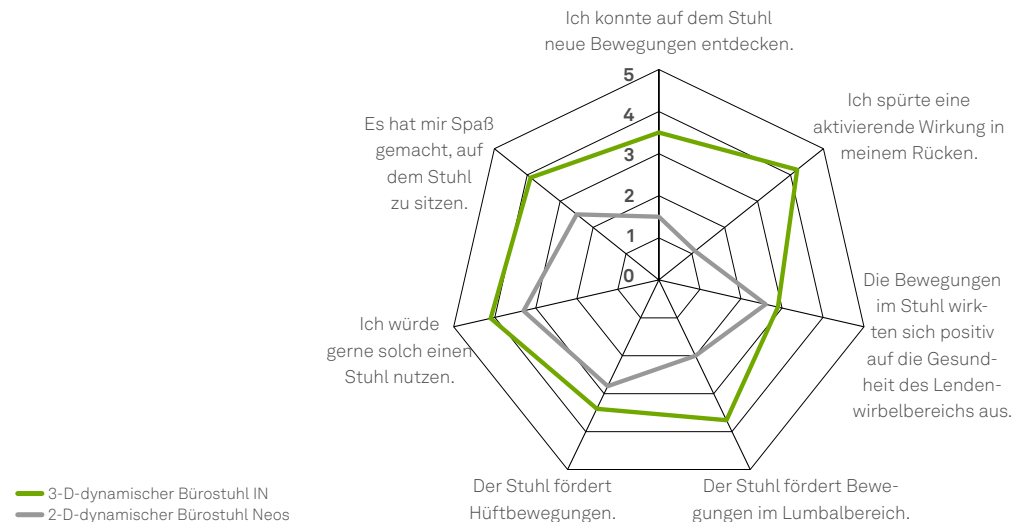 Ich konnte auf dem Stuhl
neue Bewegungen entdecken.
5
4
3
2
1
0
Ich spürte eine
aktivierende Wirkung in
meinem Rücken.
Es hat mir Spaß
gemacht, auf
dem Stuhl
zu sitzen.
Die Bewegungen
im Stuhl wirk-
ten sich positiv
auf die Gesund-
heit des Lenden-
wirbelbereichs aus.
Ich würde
gerne solch einen
Stuhl nutzen.
Der Stuhl fördert
Hüftbewegungen.
Der Stuhl fördert Bewe-
gungen im Lumbalbereich.
3-D-dynamischer Bürostuhl IN
2-D-dynamischer Bürostuhl Neos